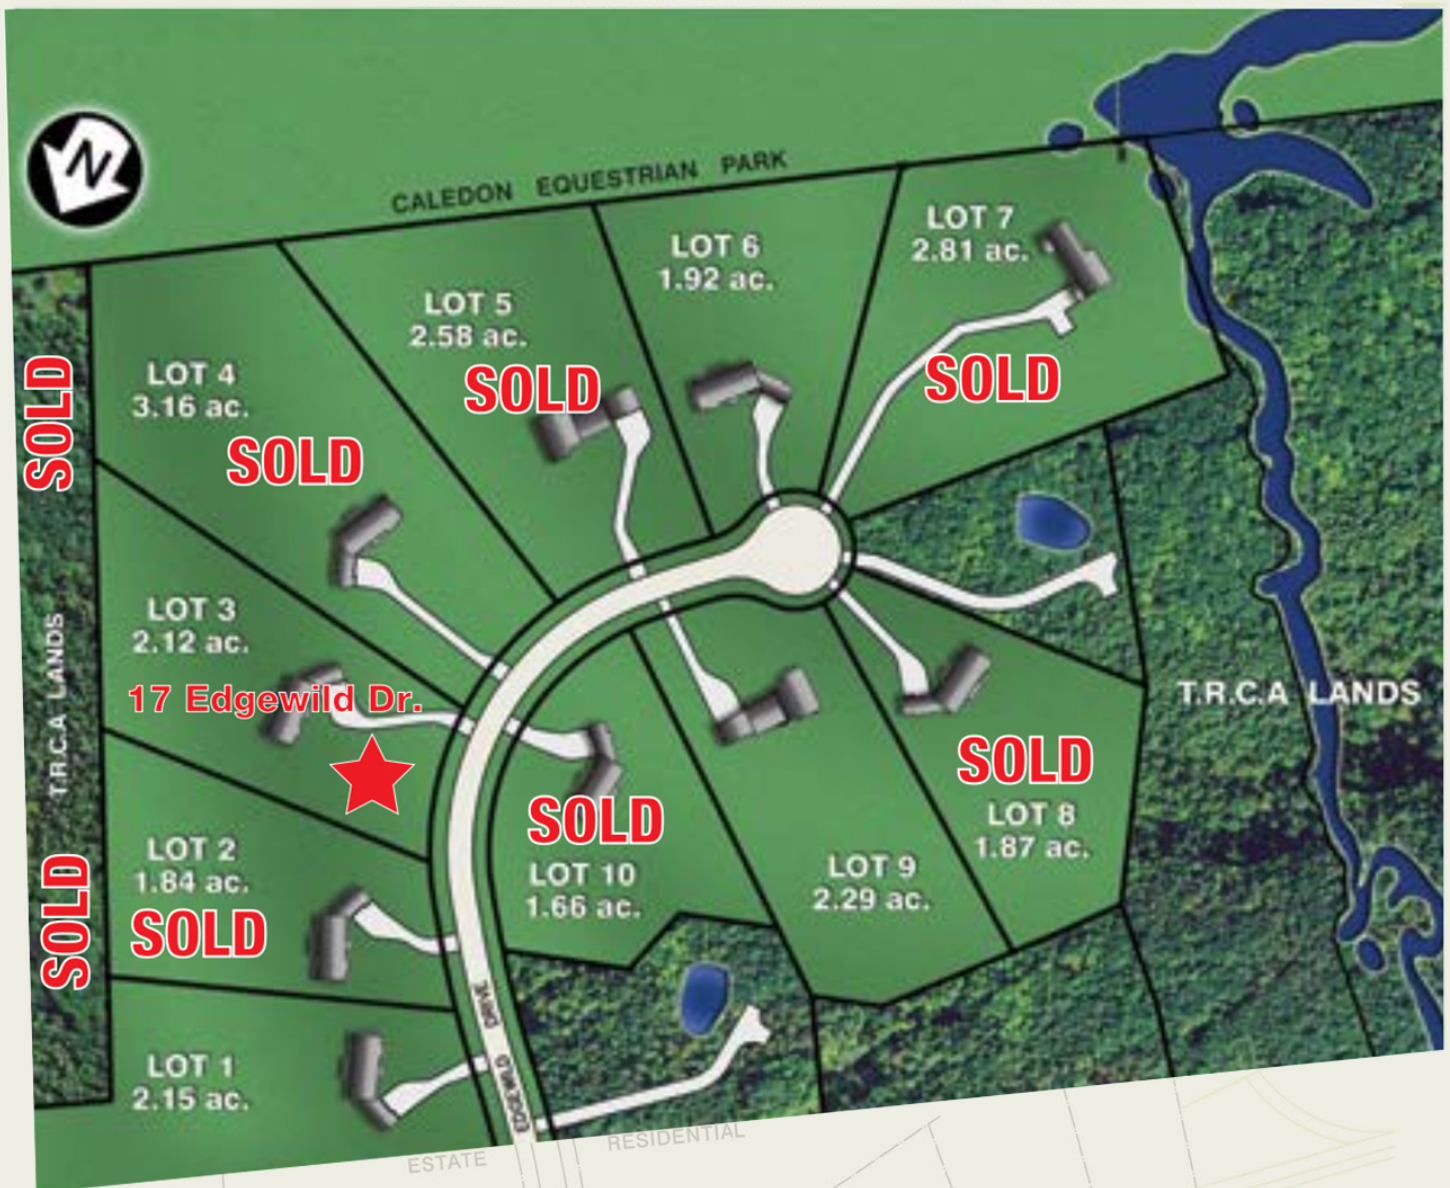 N
CALEDON EQUESTRIAN PARK
LOT 7
2.81 ac.
SOLD
LOT 6
1.92 ac.
LOT 5
2.58 ac.
SOLD
LOT 4
3.16 ac.
SOLD
SOLD
LOT 3
2.12 ac.
17 Edgewild Dr.
T.R.C.A LANDS
T.R.C.A LANDS
SOLD
LOT 8
1.87 ac.
LOT 9
2.29 ac.
SOLD
LOT 10
1.66 ac.
LOT 2
1.84 ac.
SOLD
SOLD
LOT 1
2.15 ac.
EDGEWILD DRIVE
ESTATE RESIDENTIAL